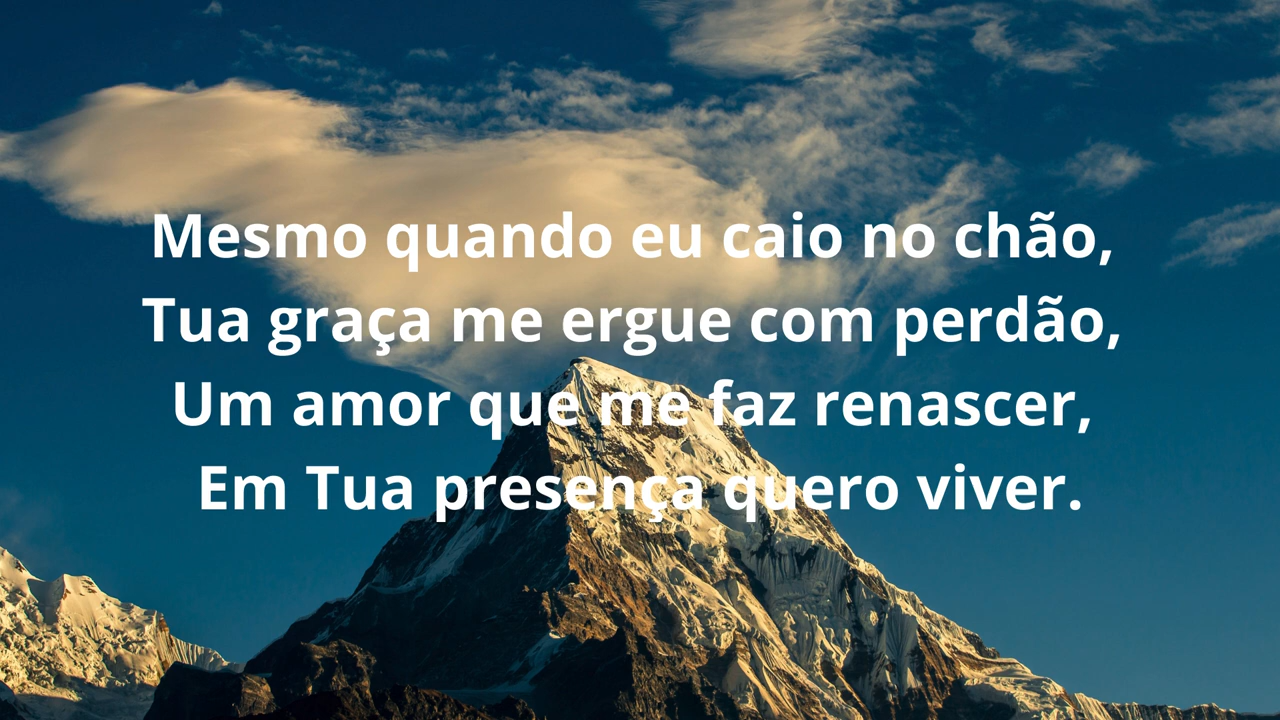 Mesmo quando eu caio no chão,
Tua graça me ergue com perdão,
Um amor que me faz renascer,
Em Tua presença quero viver.